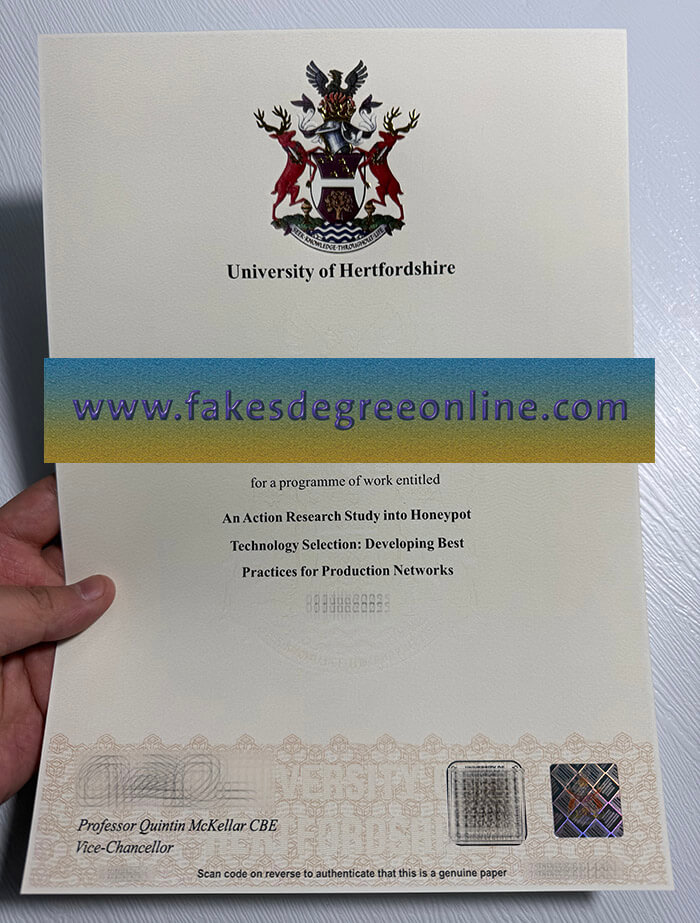 SEEK·KNOWLEDGE·THROUGHOUT·LIFE
University of Hertfordshire
www.fakesdegreeonline.com
for a programme of work entitled
An Action Research Study into Honeypot
Technology Selection: Developing Best
Practices for Production Networks
Professor Quintin McKellar CBE
Vice-Chancellor
Scan code on reverse to authenticate that this is a genuine paper